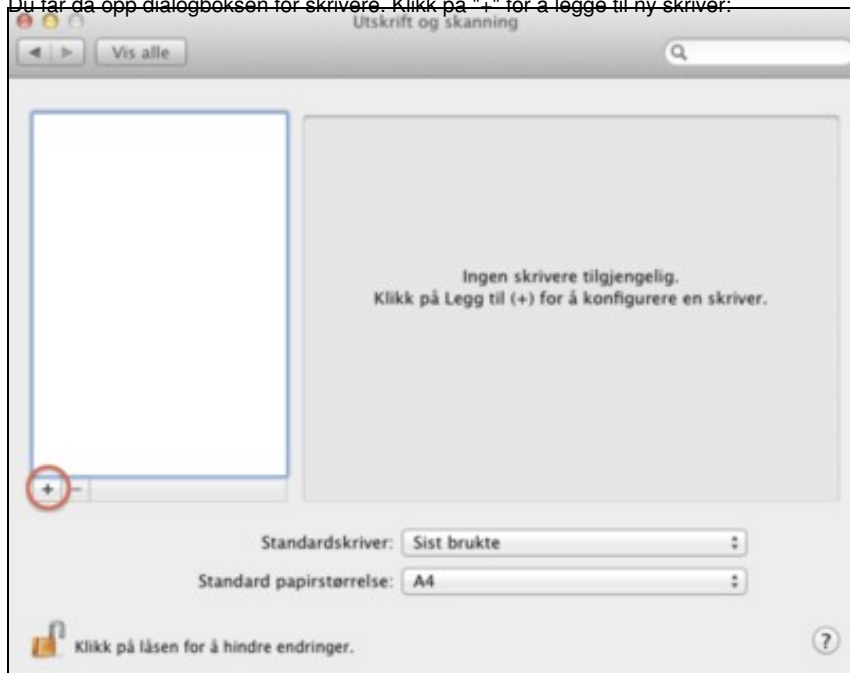 Du får da opp dialogboksen for skrivere. Klikk på "+" for å legge til ny skriver:
Utskrift og skanning
Vis alle
Ingen skrivere tilgjengelig.
Klikk på Legg til (+) for å konfigurere en skriver.
+ −
Standardskriver: Sist brukte
Standard papirstørrelse: A4
Klikk på låsen for å hindre endringer.
?